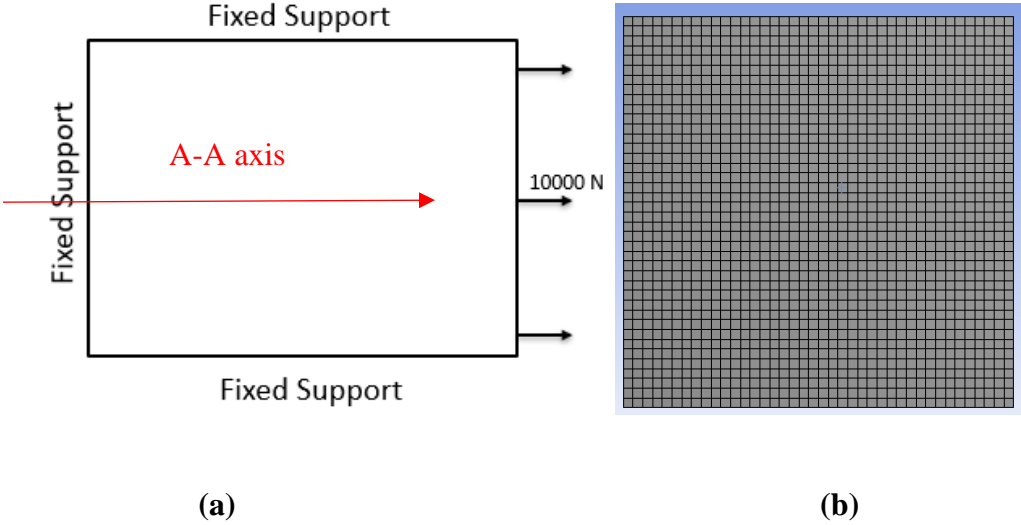 Fixed Support
Fixed Support
A-A axis
10000 N
Fixed Support
(a)
(b)